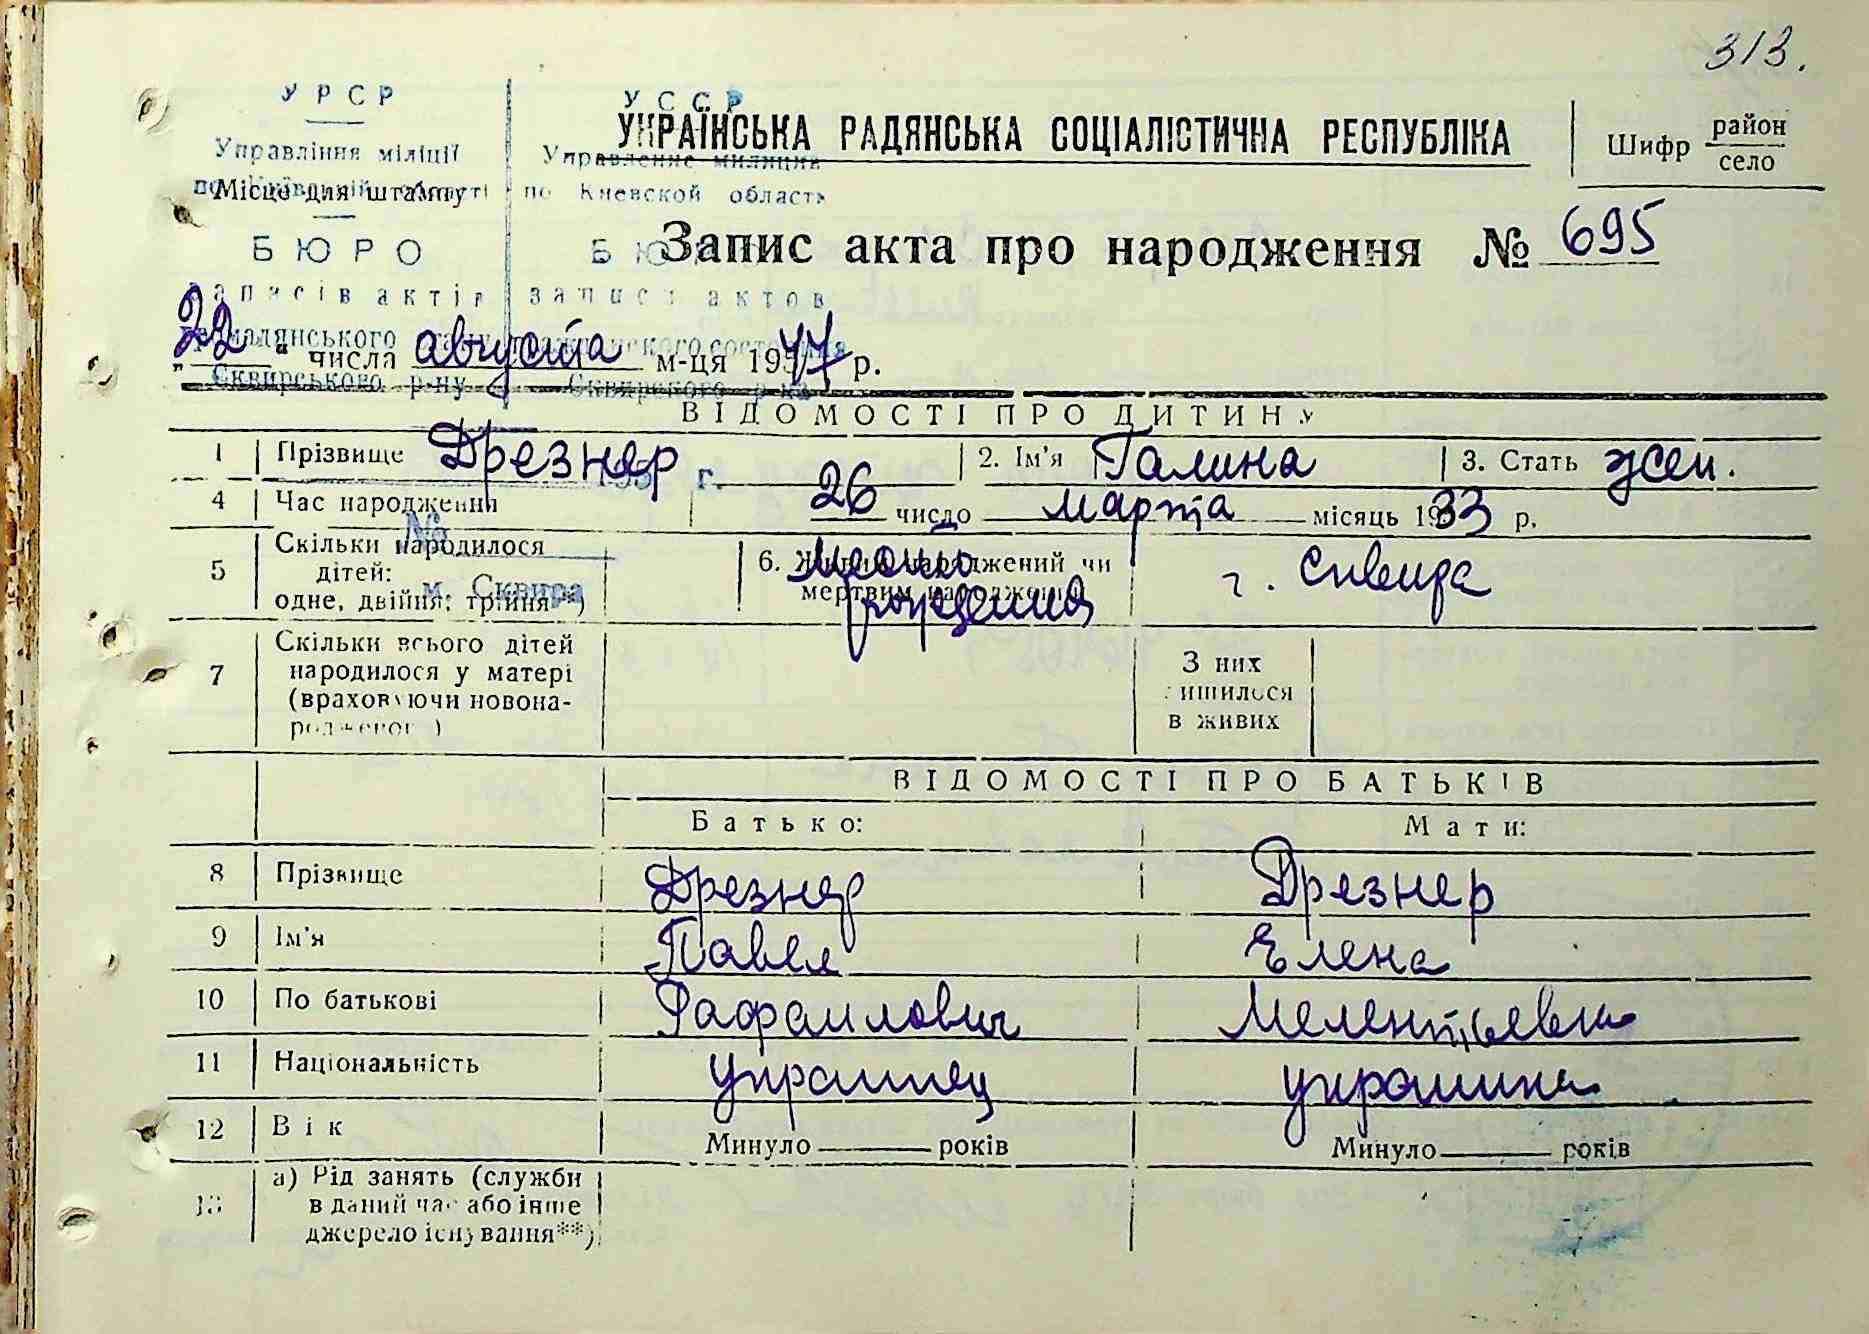 313.
У Р С Р
У С С Р
УКРАЇНСЬКА РАДЯНСЬКА СОЦІАЛІСТИЧНА РЕСПУБЛІКА
Шифр район
село
Управління міліції
Управление милиции
Місце для штампу
по Киевской област
Б Ю Р О
Б Ю
Запис акта про народження № 695
записів актів
записи актов
громадянського
"22" числа августа м-ця 1947 р.
Сквирського р-ну
Сквирского р-на
ВІДОМОСТІ ПРО ДИТИНУ
1 Прізвище Дрезнер 2. Ім'я Галина 3. Стать жен.
г.
4 Час народження 26 число марта місяць 1933 р.
№
5 Скільки народилося дітей: одне, двійня, трійня*)
м. Сквира
6. Живим народжений чи мертвим народжений
Место рождения
г. Сквира
7 Скільки всього дітей народилося у матері (враховуючи новонародженого)
З них лишилося в живих
ВІДОМОСТІ ПРО БАТЬКІВ
Батько: Мати:
8 Прізвище Дрезнер Дрезнер
9 Ім'я Павел Елена
10 По батькові Рафаилович Мелентьевна
11 Національність украинец украинка
12 Вік Минуло років Минуло років
13 а) Рід занять (служби
в даний час або інше
джерело існування**)